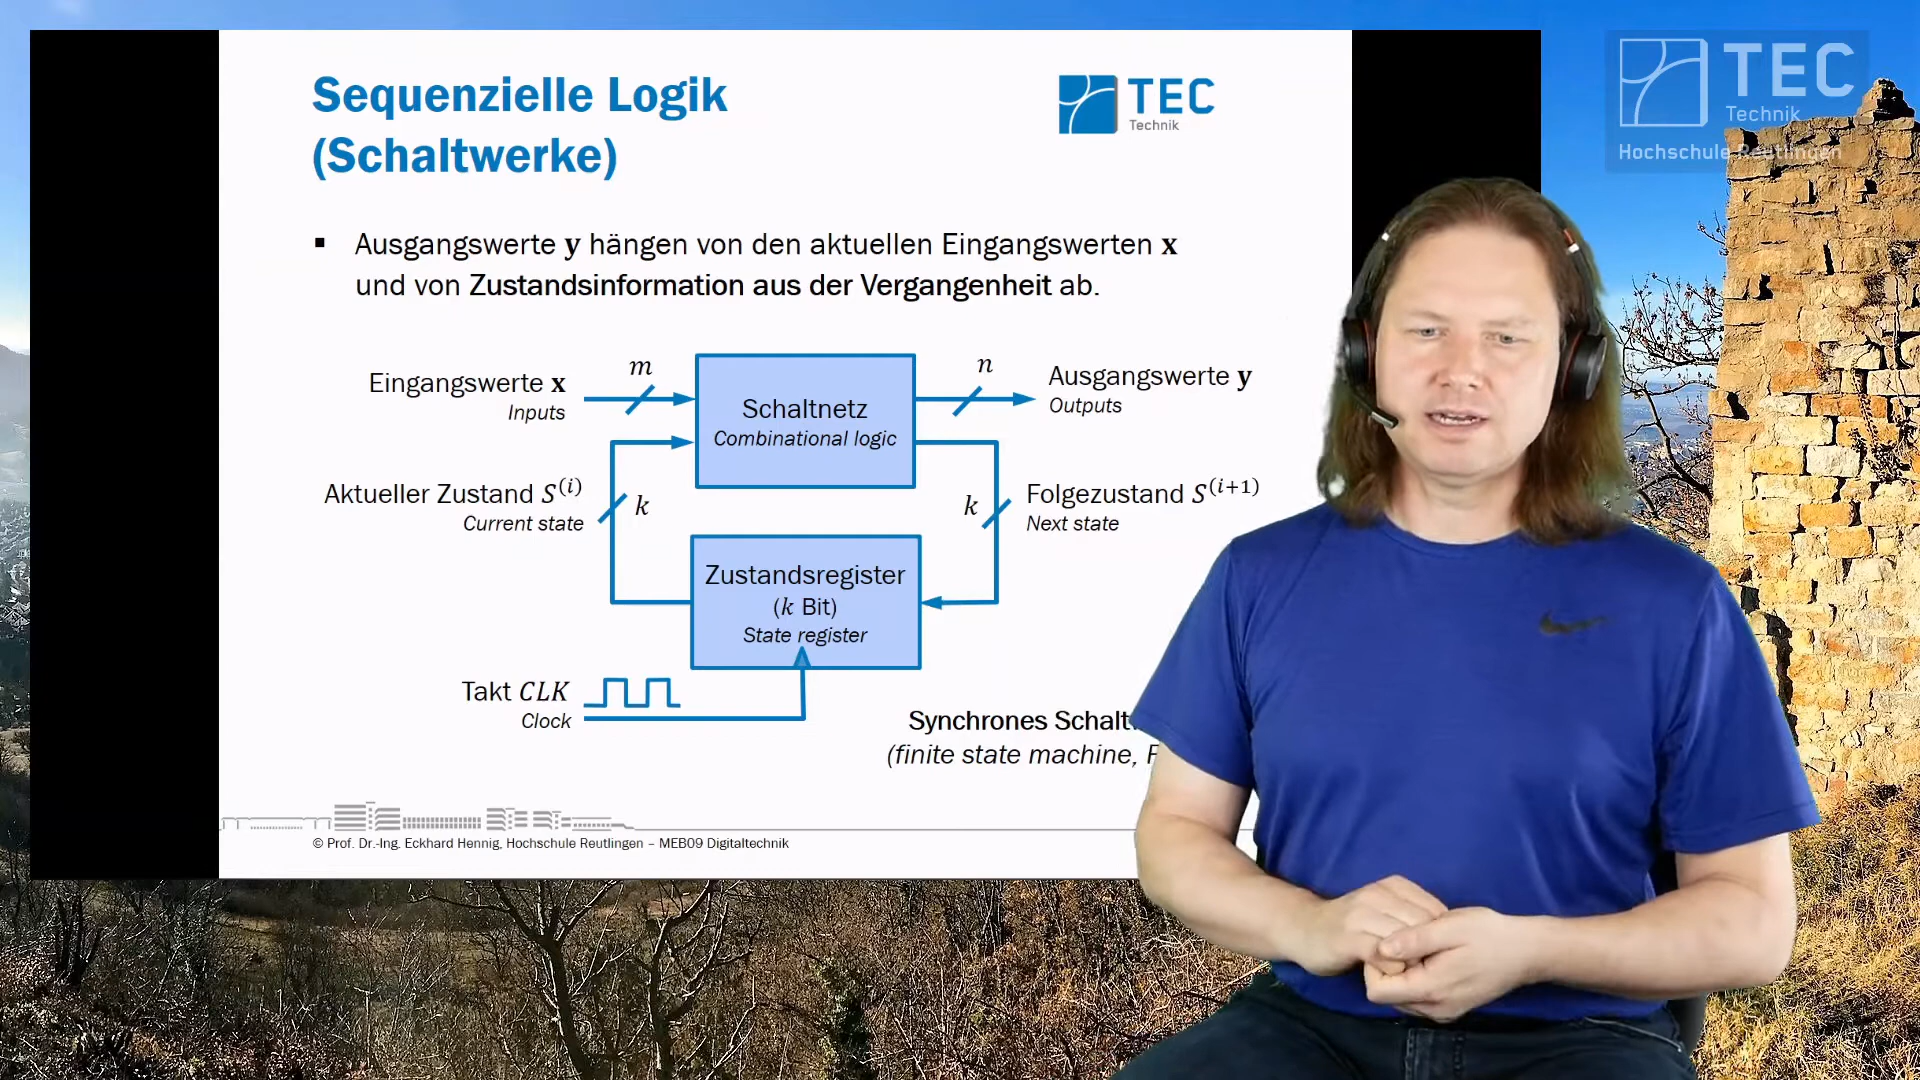 Sequenzielle Logik
(Schaltwerke)
TEC
Technik
TEC
Technik
Hochschule Reutlingen
▪ Ausgangswerte y hängen von den aktuellen Eingangswerten x
und von Zustandsinformation aus der Vergangenheit ab.
Eingangswerte x
Inputs
m
Schaltnetz
Combinational logic
n
Ausgangswerte y
Outputs
Aktueller Zustand S^(i)
Current state
k
k
Folgezustand S^(i+1)
Next state
Zustandsregister
(k Bit)
State register
Takt CLK
Clock
Synchrones
(finite state machine,
© Prof. Dr.-Ing. Eckhard Hennig, Hochschule Reutlingen – MEB09 Digitaltechnik